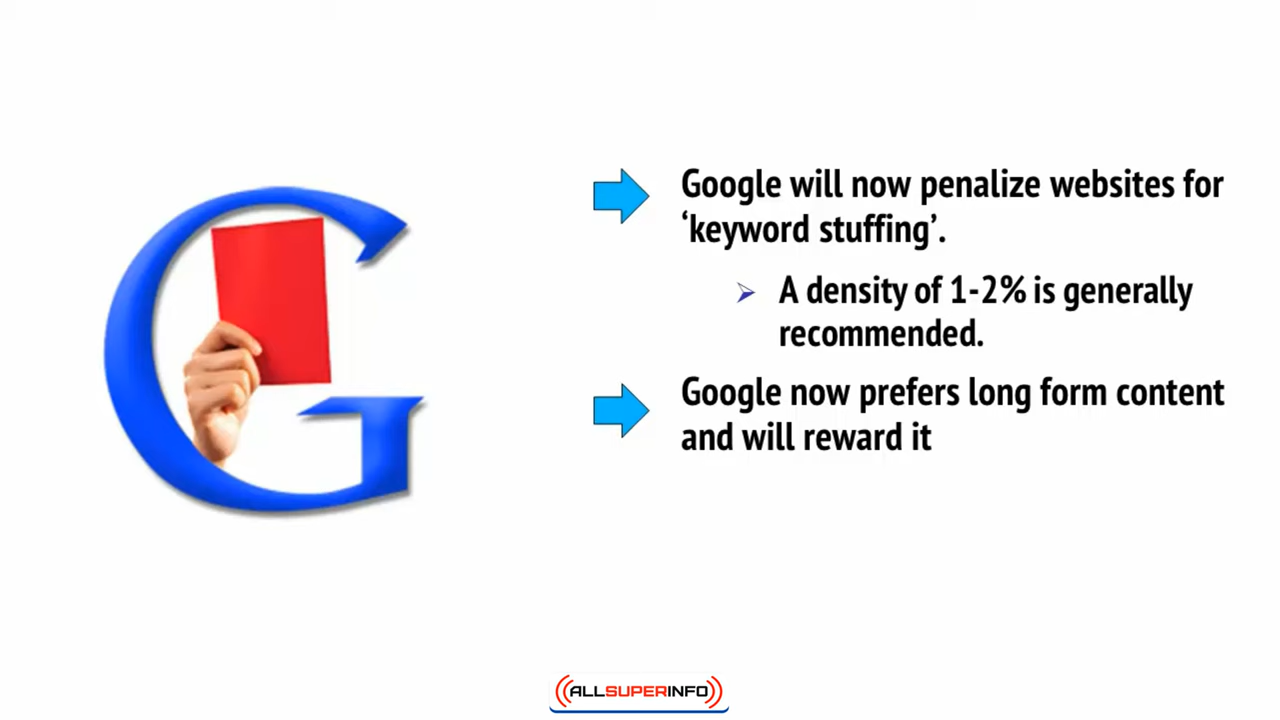 Google will now penalize websites for
‘keyword stuffing’.
A density of 1-2% is generally
recommended.
Google now prefers long form content
and will reward it
ALLSUPERINFO